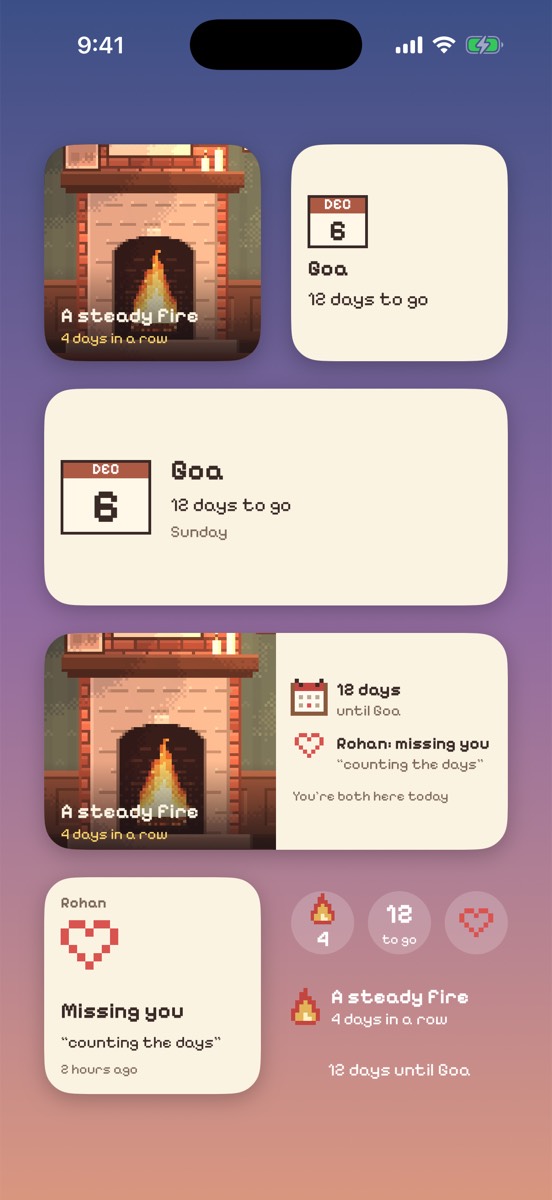 9:41
A steady fire
4 days in a row
DEC
6
Goa
12 days to go
DEC
6
Goa
12 days to go
Sunday
A steady fire
4 days in a row
12 days
until Goa
Rohan: missing you
“counting the days”
You're both here today
Rohan
Missing you
“counting the days”
2 hours ago
4
12
to go
A steady fire
4 days in a row
12 days until Goa